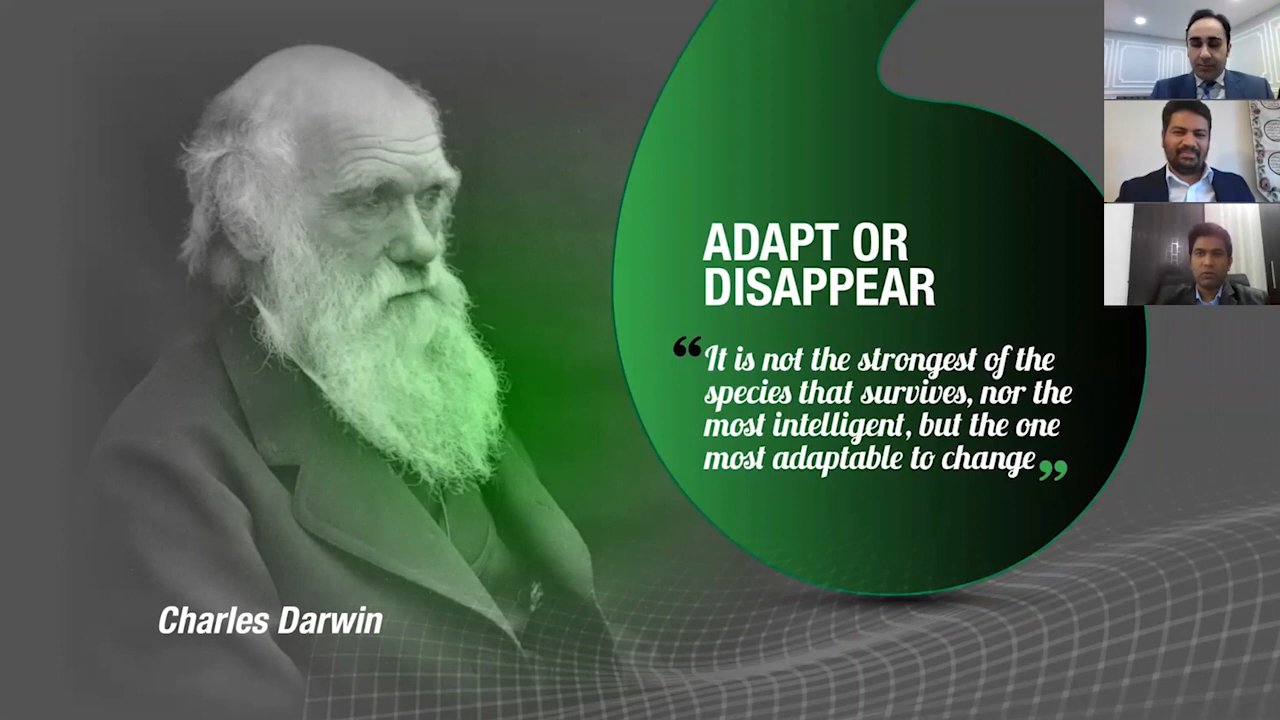 ADAPT OR
DISAPPEAR
“It is not the strongest of the
species that survives, nor the
most intelligent, but the one
most adaptable to change”
Charles Darwin